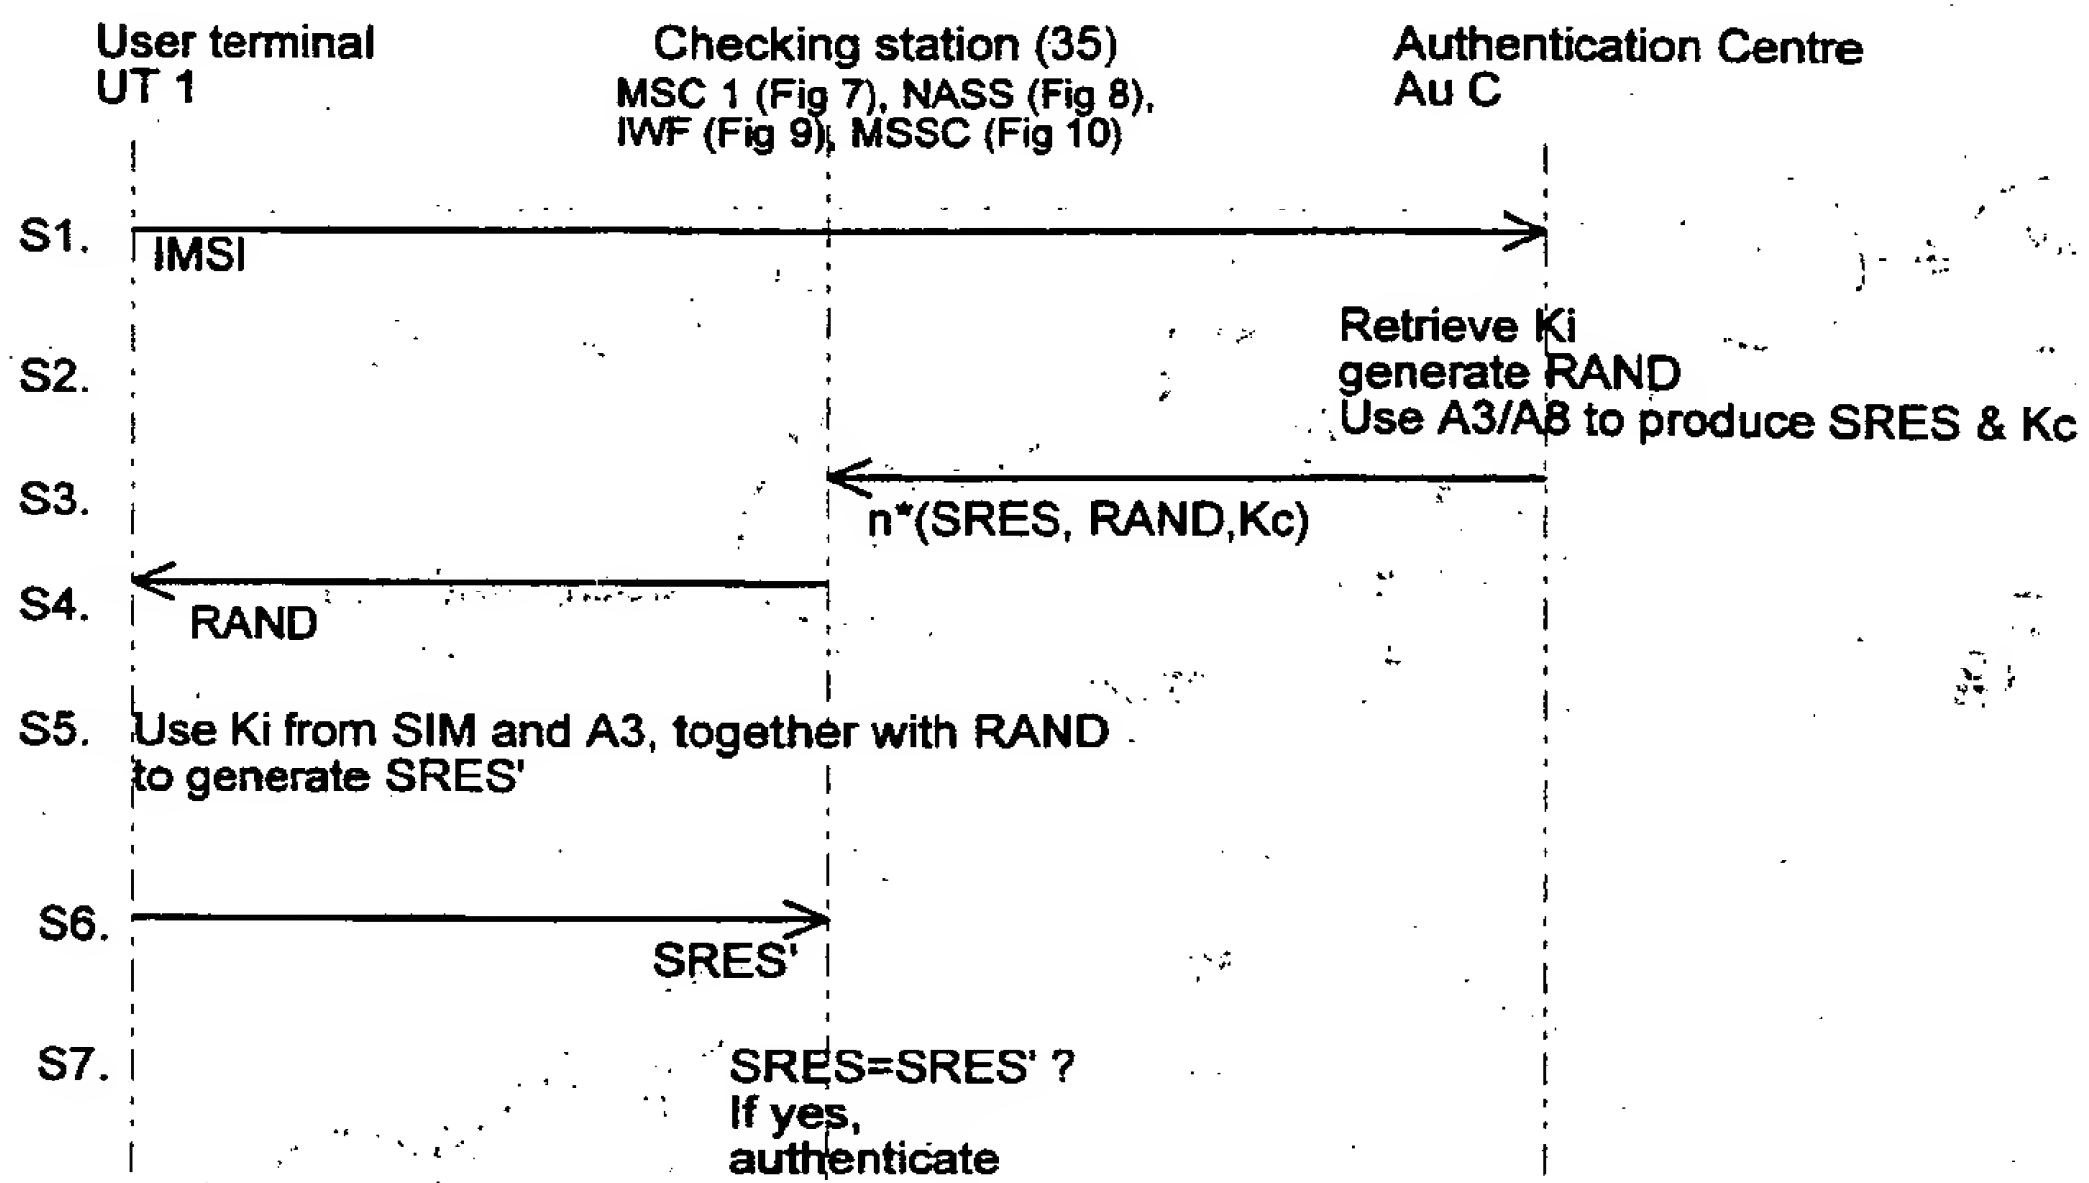 User terminal
UT 1
Checking station (35)
MSC 1 (Fig 7), NASS (Fig 8),
IWF (Fig 9), MSSC (Fig 10)
Authentication Centre
Au C
S1.
IMSI
S2.
Retrieve Ki
generate RAND
Use A3/A8 to produce SRES & Kc
S3.
n*(SRES, RAND,Kc)
S4.
RAND
S5. Use Ki from SIM and A3, together with RAND
to generate SRES'
S6.
SRES'
S7.
SRES=SRES' ?
If yes,
authenticate